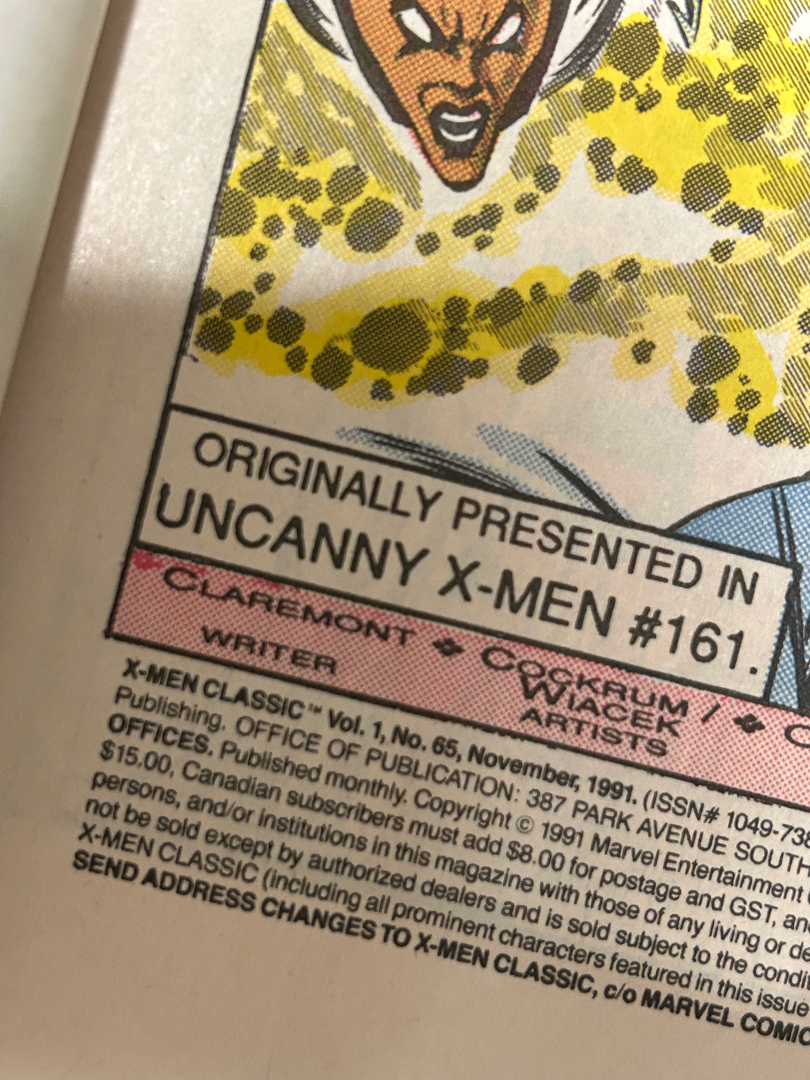 ORIGINALLY PRESENTED IN
UNCANNY X-MEN #161.
CLAREMONT ◆ COCKRUM / ◆
WRITER WIACEK
ARTISTS
X-MEN CLASSIC™ Vol. 1, No. 65, November, 1991. (ISSN# 1049-738
Publishing. OFFICE OF PUBLICATION: 387 PARK AVENUE SOUTH
OFFICES. Published monthly. Copyright © 1991 Marvel Entertainment
$15.00, Canadian subscribers must add $8.00 for postage and GST, an
persons, and/or institutions in this magazine with those of any living or de
not be sold except by authorized dealers and is sold subject to the condit
X-MEN CLASSIC (including all prominent characters featured in this issue
SEND ADDRESS CHANGES TO X-MEN CLASSIC, c/o MARVEL COMIC